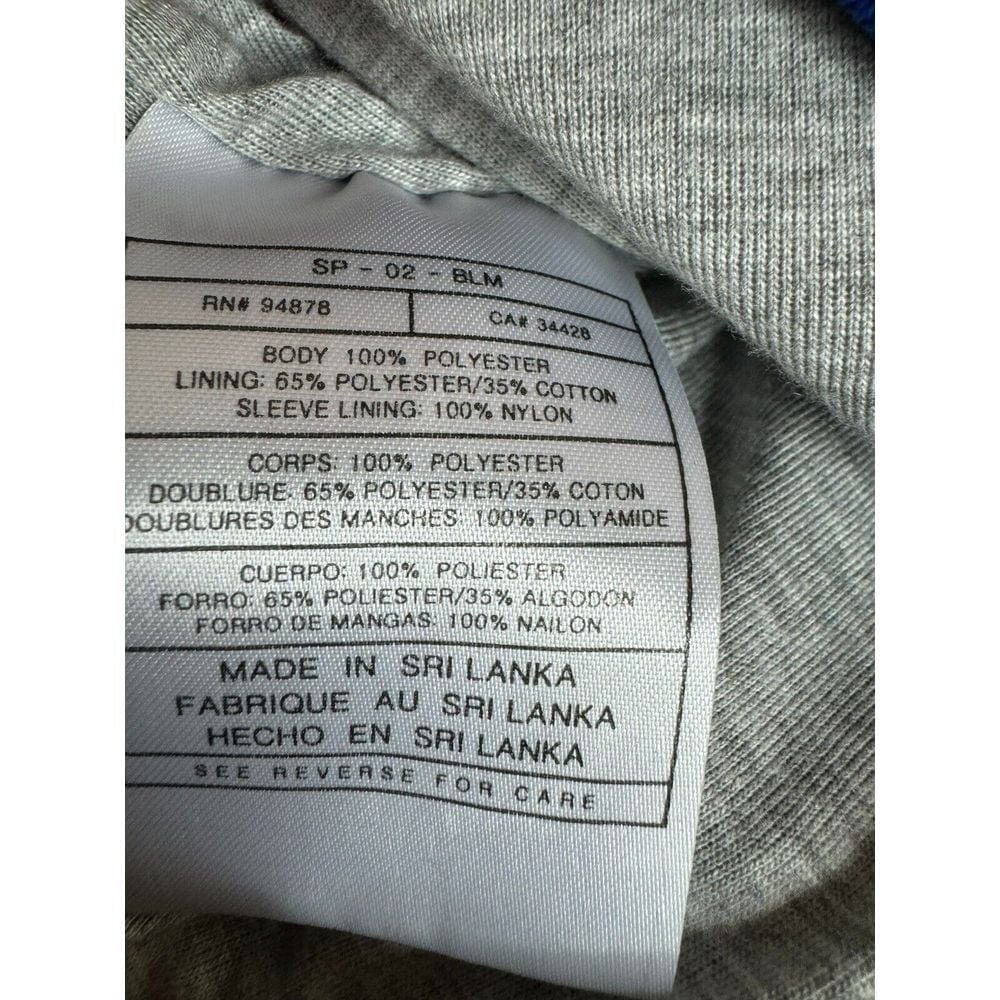 SP - 02 - BLM
RN# 94878
CA# 34428
BODY 100% POLYESTER
LINING: 65% POLYESTER/35% COTTON
SLEEVE LINING: 100% NYLON
CORPS: 100% POLYESTER
DOUBLURE: 65% POLYESTER/35% COTON
DOUBLURES DES MANCHES: 100% POLYAMIDE
CUERPO: 100% POLIESTER
FORRO: 65% POLIESTER/35% ALGODON
FORRO DE MANGAS: 100% NAILON
MADE IN SRI LANKA
FABRIQUE AU SRI LANKA
HECHO EN SRI LANKA
SEE REVERSE FOR CARE